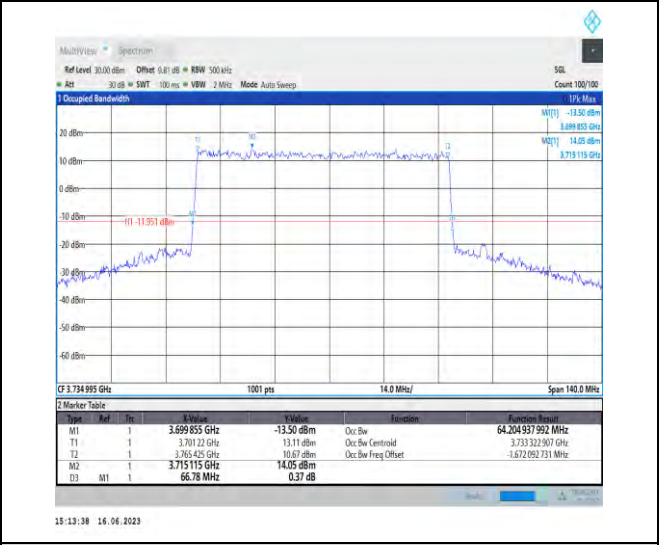 MultiView Spectrum
Ref Level 30.00 dBm Offset 9.81 dB RBW 500 kHz SGL
Att 30 dB SWT 100 ms VBW 2 MHz Mode Auto Sweep Count 100/100
1 Occupied Bandwidth 1Pk Max
M1[1] -13.50 dBm
3.699 855 GHz
M2[1] 14.05 dBm
3.715 115 GHz
20 dBm
T1 M2 T2
10 dBm
0 dBm
-10 dBm
M1
H1 -11.951 dBm
-20 dBm
-30 dBm
-40 dBm
-50 dBm
-60 dBm
CF 3.734 995 GHz 1001 pts 14.0 MHz/ Span 140.0 MHz
2 Marker Table
Type Ref Trc X-Value Y-Value Function Function Result
M1 1 3.699 855 GHz -13.50 dBm Occ Bw 64.204 937 992 MHz
T1 1 3.701 22 GHz 13.11 dBm Occ Bw Centroid 3.733 322 907 GHz
T2 1 3.765 425 GHz 10.67 dBm Occ Bw Freq Offset -1.672 092 731 MHz
M2 1 3.715 115 GHz 14.05 dBm
D3 M1 1 66.78 MHz 0.37 dB
15:13:38 16.06.2023